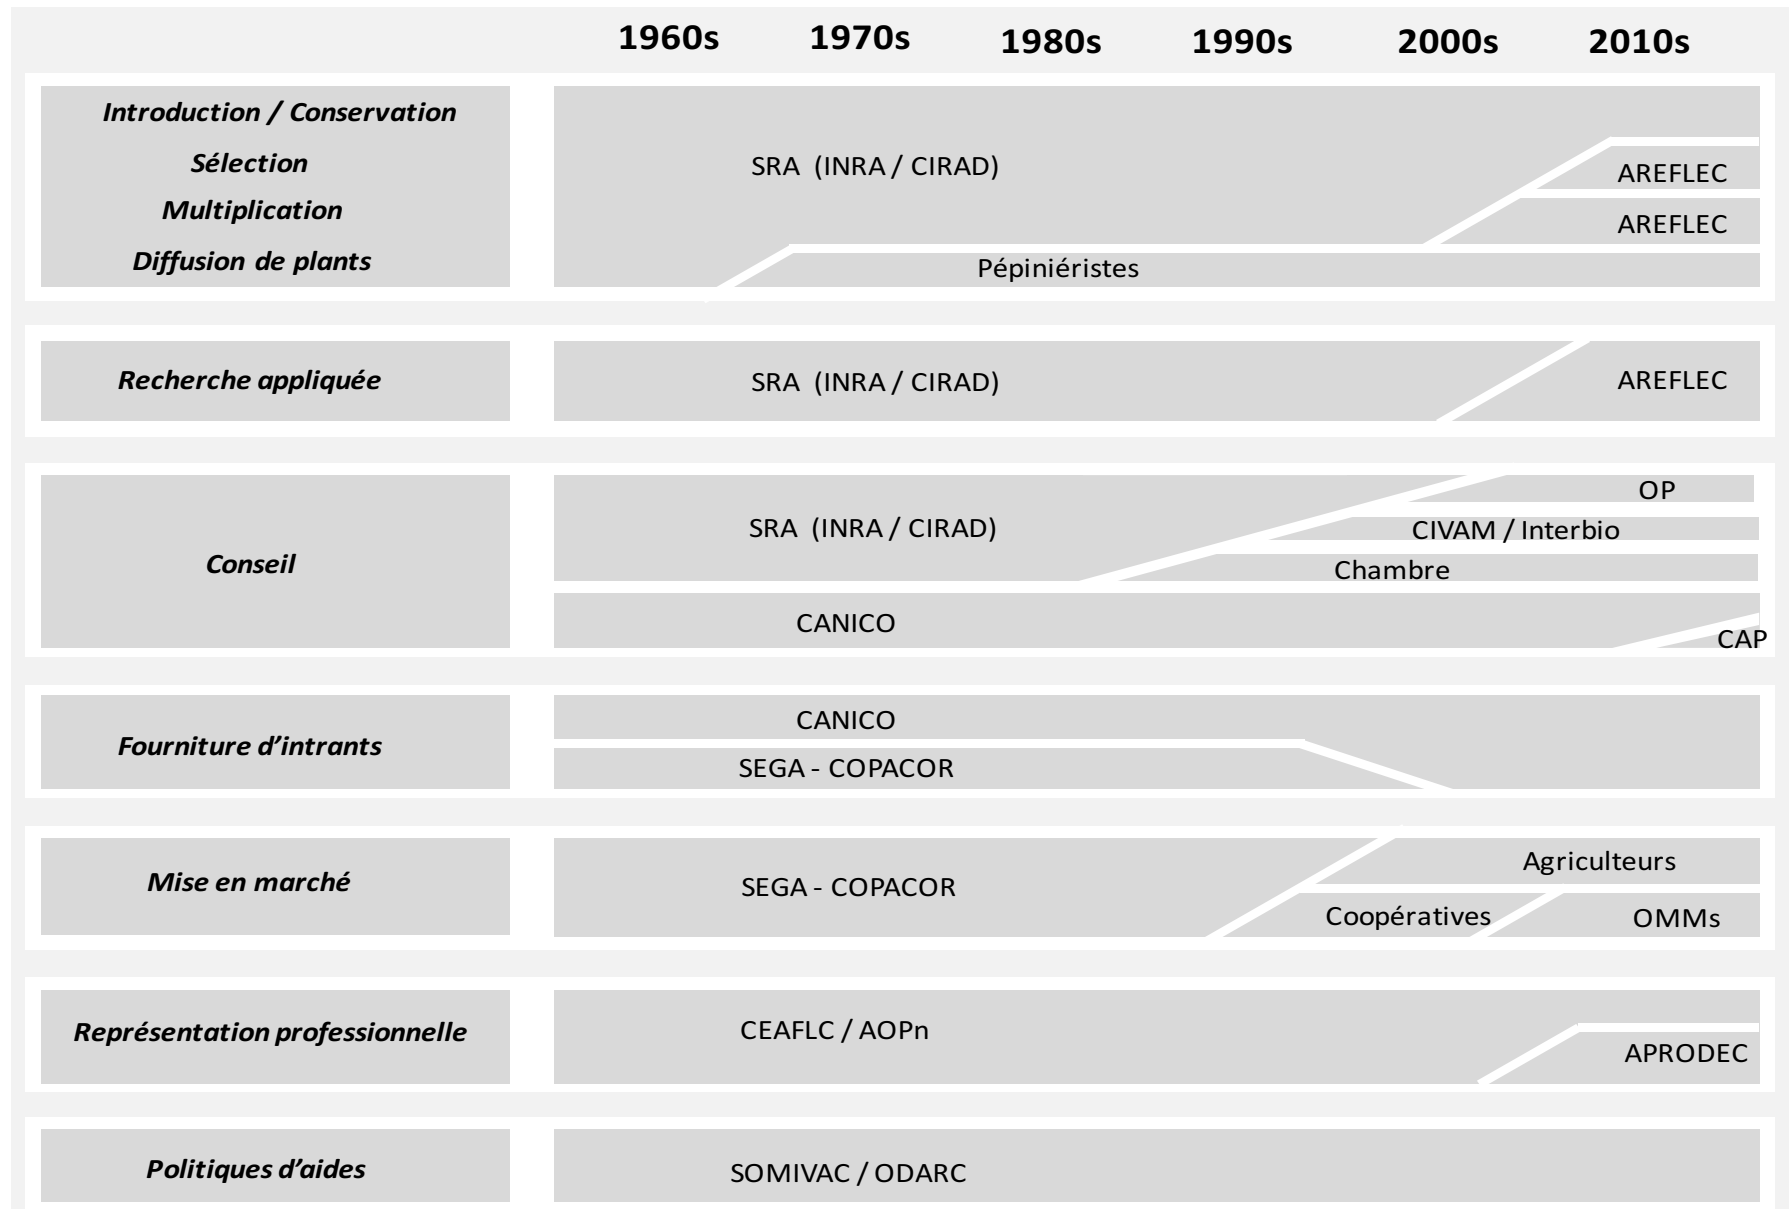 1960s 1970s 1980s 1990s 2000s 2010s
Introduction / Conservation
Sélection
Multiplication
Diffusion de plants
SRA (INRA / CIRAD)
AREFLEC
AREFLEC
Pépiniéristes
Recherche appliquée
SRA (INRA / CIRAD)
AREFLEC
Conseil
SRA (INRA / CIRAD)
OP
CIVAM / Interbio
Chambre
CANICO
CAP
Fourniture d'intrants
CANICO
SEGA - COPACOR
Mise en marché
SEGA - COPACOR
Agriculteurs
Coopératives
OMMs
Représentation professionnelle
CEAFLC / AOPn
APRODEC
Politiques d'aides
SOMIVAC / ODARC